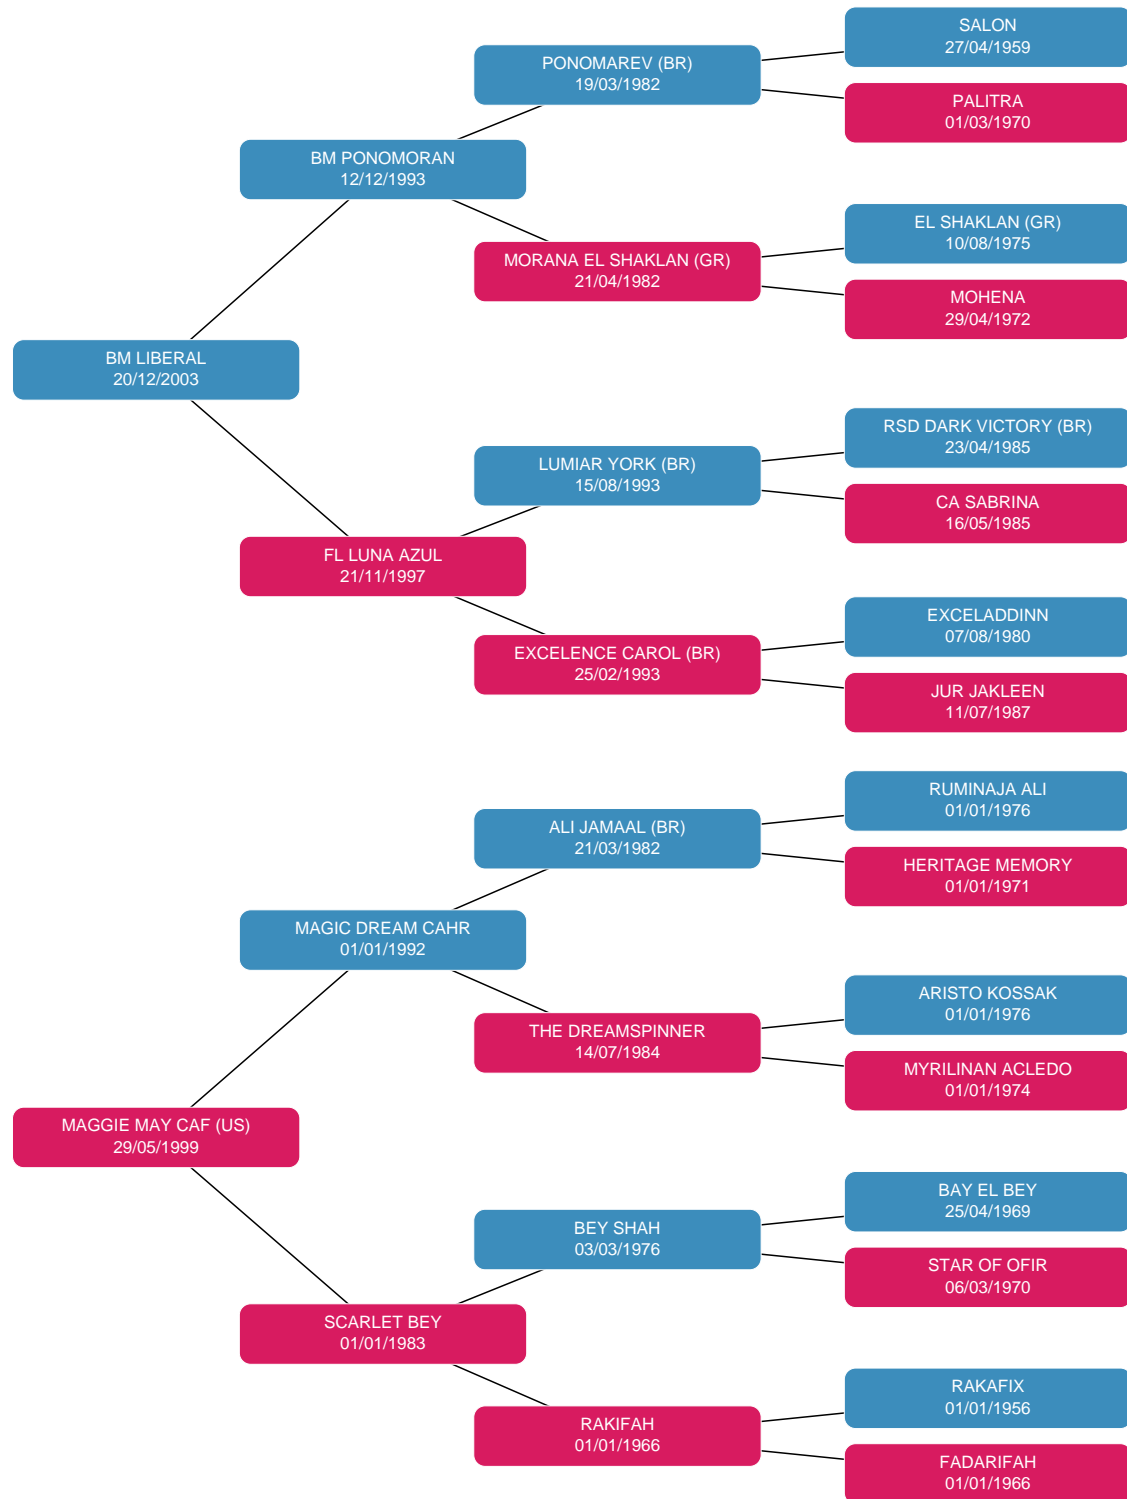 SALON
27/04/1959
PONOMAREV (BR)
19/03/1982
PALITRA
01/03/1970
BM PONOMORAN
12/12/1993
EL SHAKLAN (GR)
10/08/1975
MORANA EL SHAKLAN (GR)
21/04/1982
MOHENA
29/04/1972
BM LIBERAL
20/12/2003
RSD DARK VICTORY (BR)
23/04/1985
LUMIAR YORK (BR)
15/08/1993
CA SABRINA
16/05/1985
FL LUNA AZUL
21/11/1997
EXCELADDINN
07/08/1980
EXCELENCE CAROL (BR)
25/02/1993
JUR JAKLEEN
11/07/1987
RUMINAJA ALI
01/01/1976
ALI JAMAAL (BR)
21/03/1982
HERITAGE MEMORY
01/01/1971
MAGIC DREAM CAHR
01/01/1992
ARISTO KOSSAK
01/01/1976
THE DREAMSPINNER
14/07/1984
MYRILINAN ACLEDO
01/01/1974
MAGGIE MAY CAF (US)
29/05/1999
BAY EL BEY
25/04/1969
BEY SHAH
03/03/1976
STAR OF OFIR
06/03/1970
SCARLET BEY
01/01/1983
RAKAFIX
01/01/1956
RAKIFAH
01/01/1966
FADARIFAH
01/01/1966